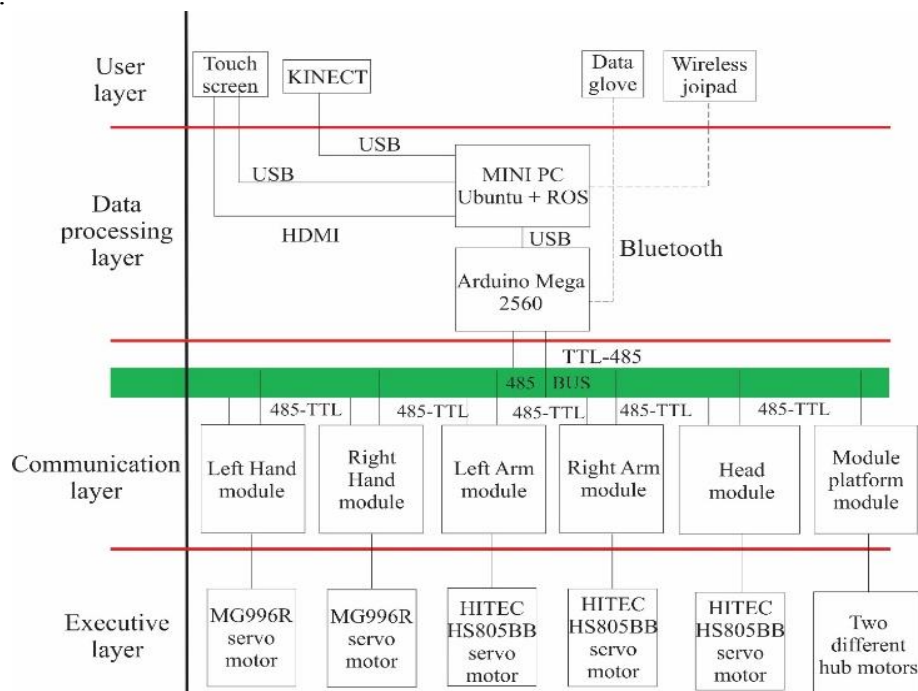 .
User
layer
Touch
screen
KINECT
Data
glove
Wireless
joipad
USB
USB
HDMI
Data
processing
layer
MINI PC
Ubuntu + ROS
USB
Bluetooth
Arduino Mega
2560
TTL-485
485 BUS
485-TTL 485-TTL 485-TTL 485-TTL 485-TTL
Communication
layer
Left Hand
module
Right
Hand
module
Left Arm
module
Right Arm
module
Head
module
Module
platform
module
Executive
layer
MG996R
servo
motor
MG996R
servo
motor
HITEC
HS805BB
servo
motor
HITEC
HS805BB
servo
motor
HITEC
HS805BB
servo
motor
Two
different
hub motors